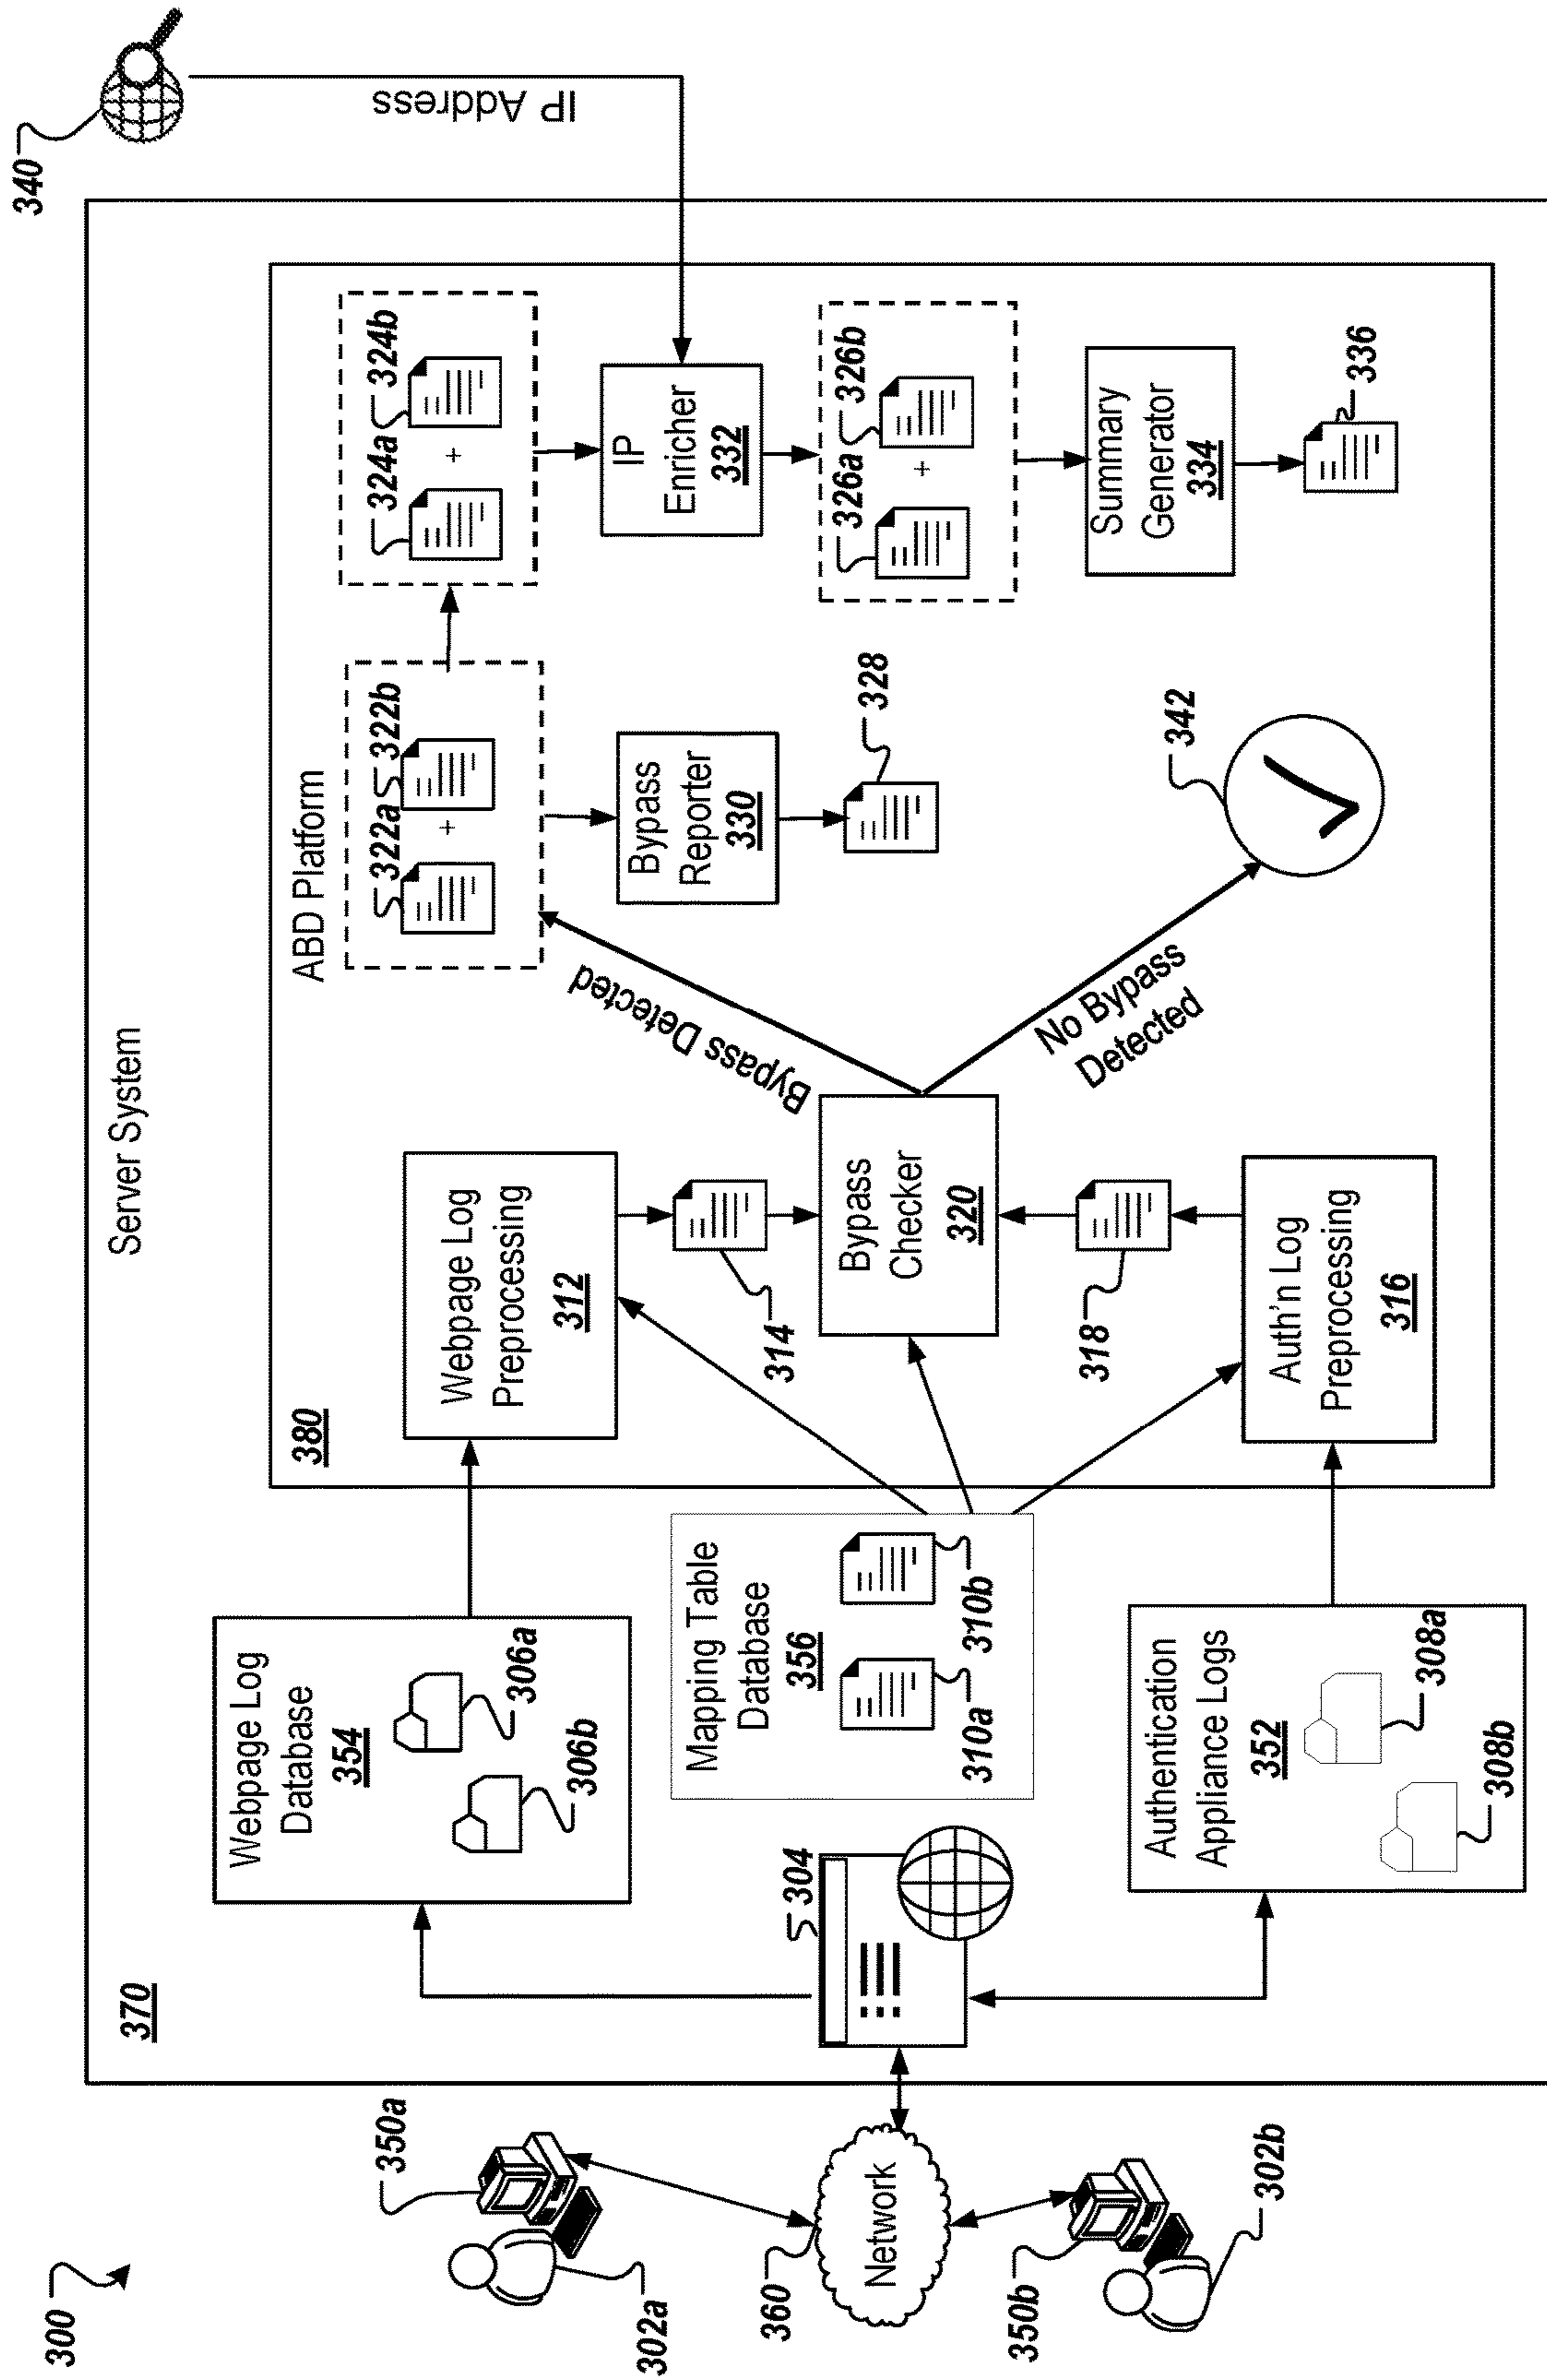 300
302a
350a
360
Network
350b
302b
Server System
370
304
Webpage Log
Database
354
306a
306b
Mapping Table
Database
356
310a
310b
Authentication
Appliance Logs
352
308a
308b
ABD Platform
380
Webpage Log
Preprocessing
312
314
Bypass
Checker
320
318
Auth'n Log
Preprocessing
316
Bypass Detected
No Bypass
Detected
322a
322b
+
Bypass
Reporter
330
328
342
324a
324b
+
IP
Enricher
332
326a
326b
+
Summary
Generator
334
336
IP Address
340